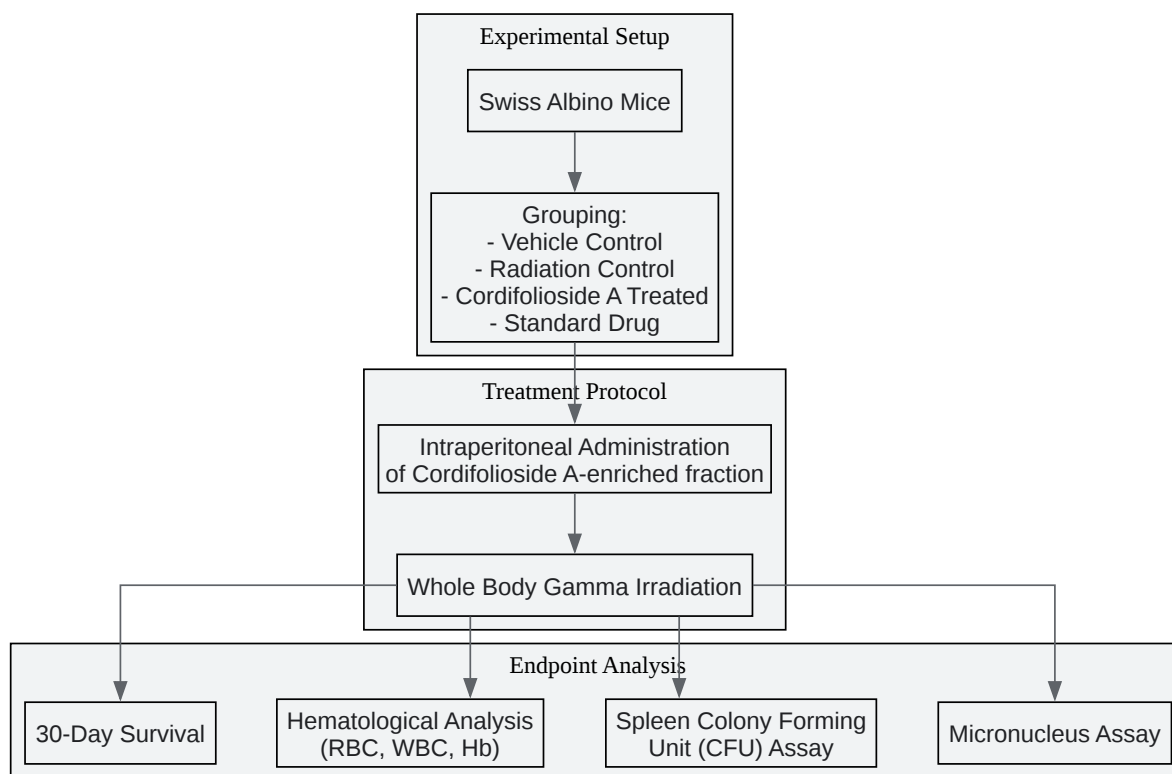 Experimental Setup
Swiss Albino Mice
Grouping:
- Vehicle Control
- Radiation Control
- Cordifolioside A Treated
- Standard Drug
Treatment Protocol
Intraperitoneal Administration
of Cordifolioside A-enriched fraction
Whole Body Gamma Irradiation
Endpoint Analysis
30-Day Survival
Hematological Analysis
(RBC, WBC, Hb)
Spleen Colony Forming
Unit (CFU) Assay
Micronucleus Assay